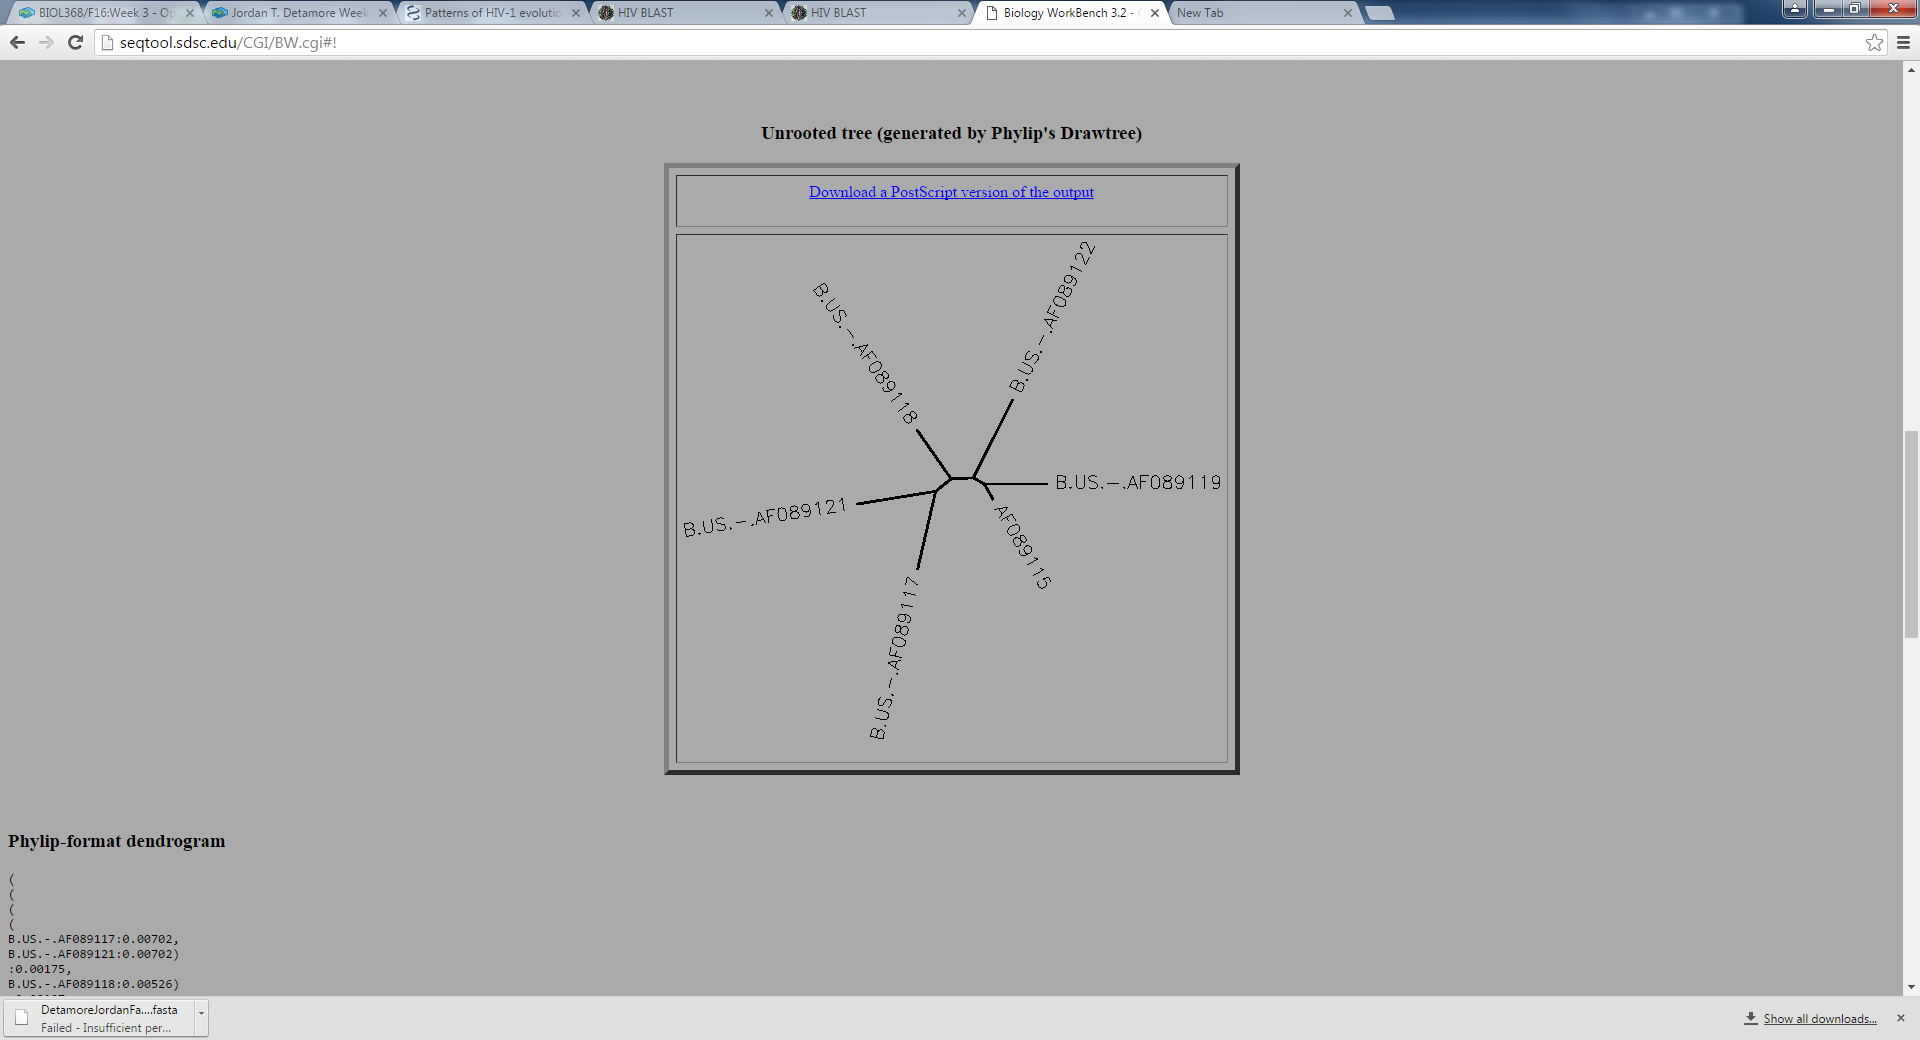 BIOL368/F16:Week 3 - Op
Jordan T. Detamore Week
Patterns of HIV-1 evolutio
HIV BLAST
HIV BLAST
Biology WorkBench 3.2 -
New Tab
seqtool.sdsc.edu/CGI/BW.cgi#!
Unrooted tree (generated by Phylip's Drawtree)
Download a PostScript version of the output
B.US.-.AF089122
B.US.-.AF089118
B.US.-.AF089119
B.US.-.AF089121
AF089115
B.US.-.AF089117
Phylip-format dendrogram
(
(
(
(
B.US.-.AF089117:0.00702,
B.US.-.AF089121:0.00702)
:0.00175,
B.US.-.AF089118:0.00526)
DetamoreJordanFa....fasta
Failed - Insufficient per...
Show all downloads...